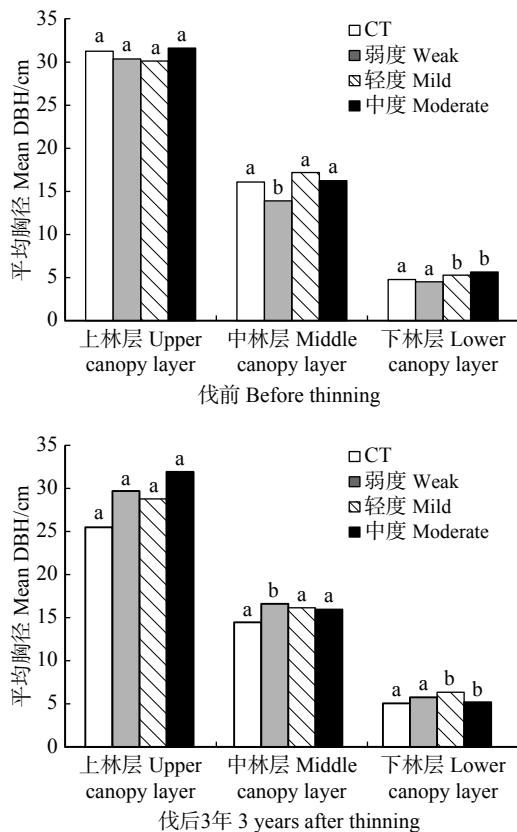 35
30
25
20
15
10
5
0
平均胸径 Mean DBH/cm
CT
弱度 Weak
轻度 Mild
中度 Moderate
a a a a
a b a a
a a b b
上林层 Upper canopy layer
中林层 Middle canopy layer
下林层 Lower canopy layer
伐前 Before thinning
35
30
25
20
15
10
5
0
平均胸径 Mean DBH/cm
CT
弱度 Weak
轻度 Mild
中度 Moderate
a a a a
a b a a
a a b b
上林层 Upper canopy layer
中林层 Middle canopy layer
下林层 Lower canopy layer
伐后3年 3 years after thinning